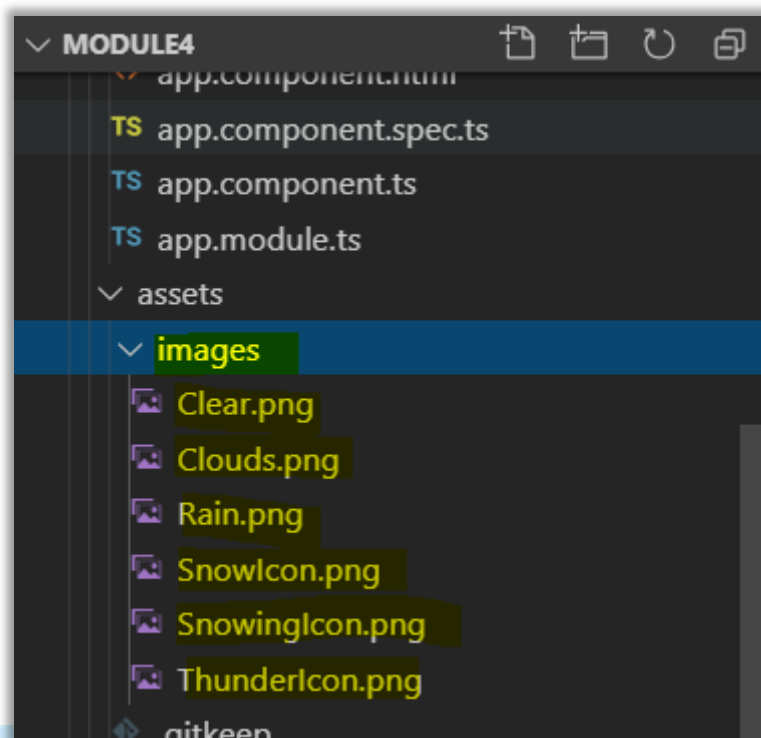 MODULE4
app.component.html
TS app.component.spec.ts
TS app.component.ts
TS app.module.ts
assets
images
Clear.png
Clouds.png
Rain.png
SnowIcon.png
SnowingIcon.png
ThunderIcon.png
.gitkeep